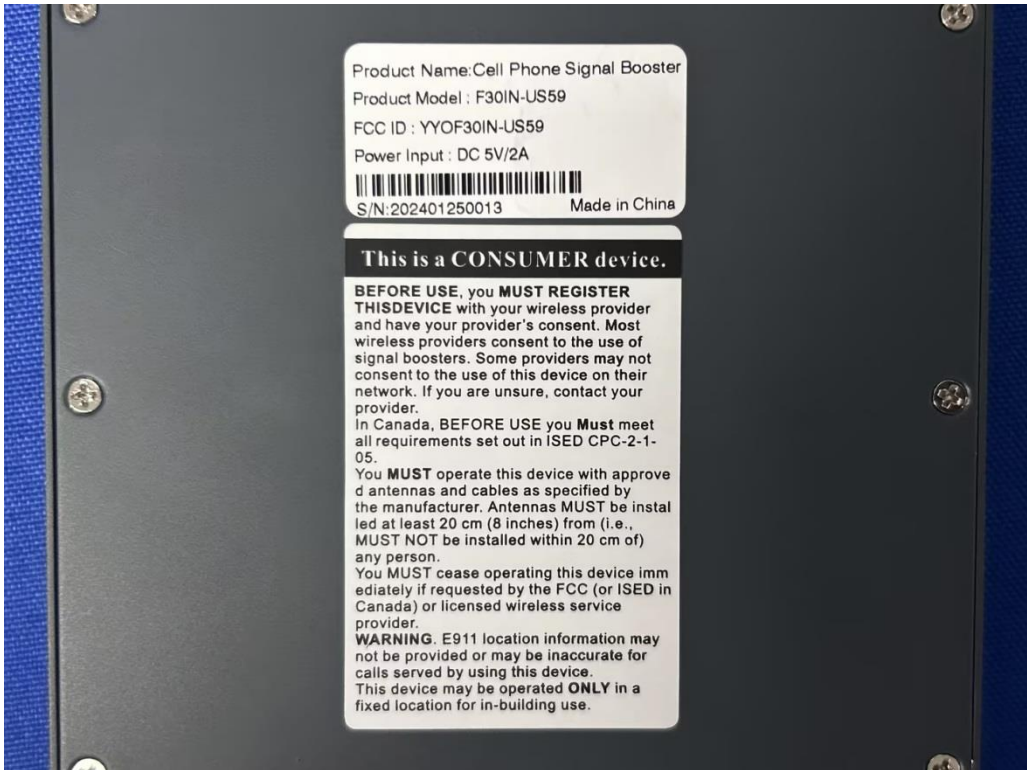 Product Name:Cell Phone Signal Booster
Product Model : F30IN-US59
FCC ID : YYOF30IN-US59
Power Input : DC 5V/2A
S/N:202401250013
Made in China
This is a CONSUMER device.
BEFORE USE, you MUST REGISTER
THISDEVICE with your wireless provider
and have your provider's consent. Most
wireless providers consent to the use of
signal boosters. Some providers may not
consent to the use of this device on their
network. If you are unsure, contact your
provider.
In Canada, BEFORE USE you Must meet
all requirements set out in ISED CPC-2-1-
05.
You MUST operate this device with approve
d antennas and cables as specified by
the manufacturer. Antennas MUST be instal
led at least 20 cm (8 inches) from (i.e.,
MUST NOT be installed within 20 cm of)
any person.
You MUST cease operating this device imm
ediately if requested by the FCC (or ISED in
Canada) or licensed wireless service
provider.
WARNING. E911 location information may
not be provided or may be inaccurate for
calls served by using this device.
This device may be operated ONLY in a
fixed location for in-building use.